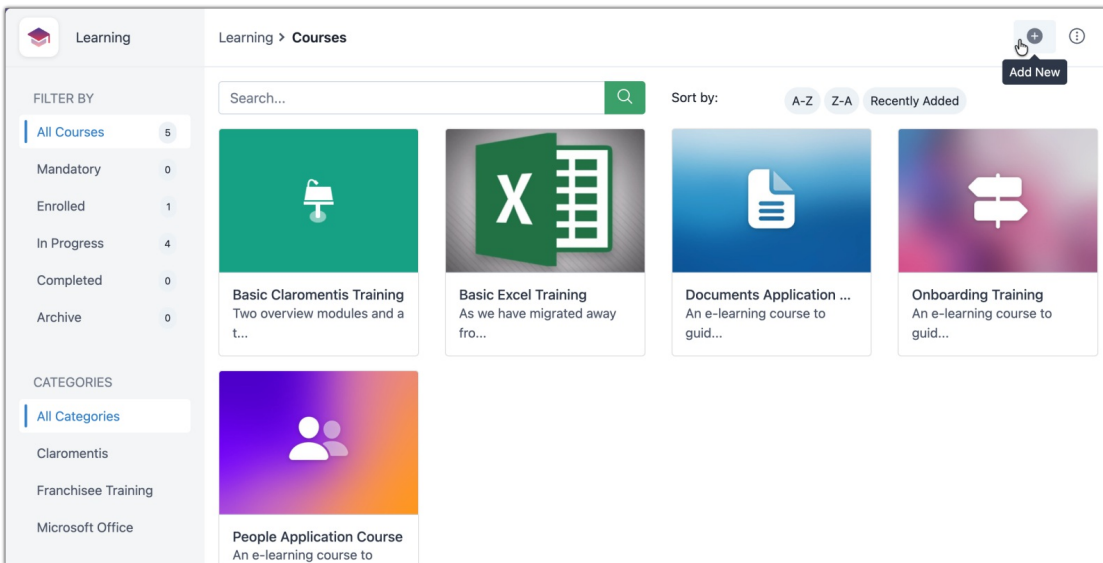 Learning
Learning > Courses
Add New
FILTER BY
All Courses 5
Mandatory 0
Enrolled 1
In Progress 4
Completed 0
Archive 0
CATEGORIES
All Categories
Claromentis
Franchisee Training
Microsoft Office
Search...
Sort by: A-Z Z-A Recently Added
X
Basic Claromentis Training
Two overview modules and a
t...
Basic Excel Training
As we have migrated away
fro...
Documents Application ...
An e-learning course to
guid...
Onboarding Training
An e-learning course to
guid...
People Application Course
An e-learning course to